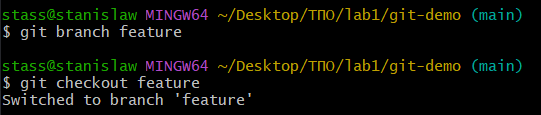 stass@stanislaw MINGW64 ~/Desktop/ТПО/lab1/git-demo (main)
$ git branch feature
stass@stanislaw MINGW64 ~/Desktop/ТПО/lab1/git-demo (main)
$ git checkout feature
Switched to branch 'feature'